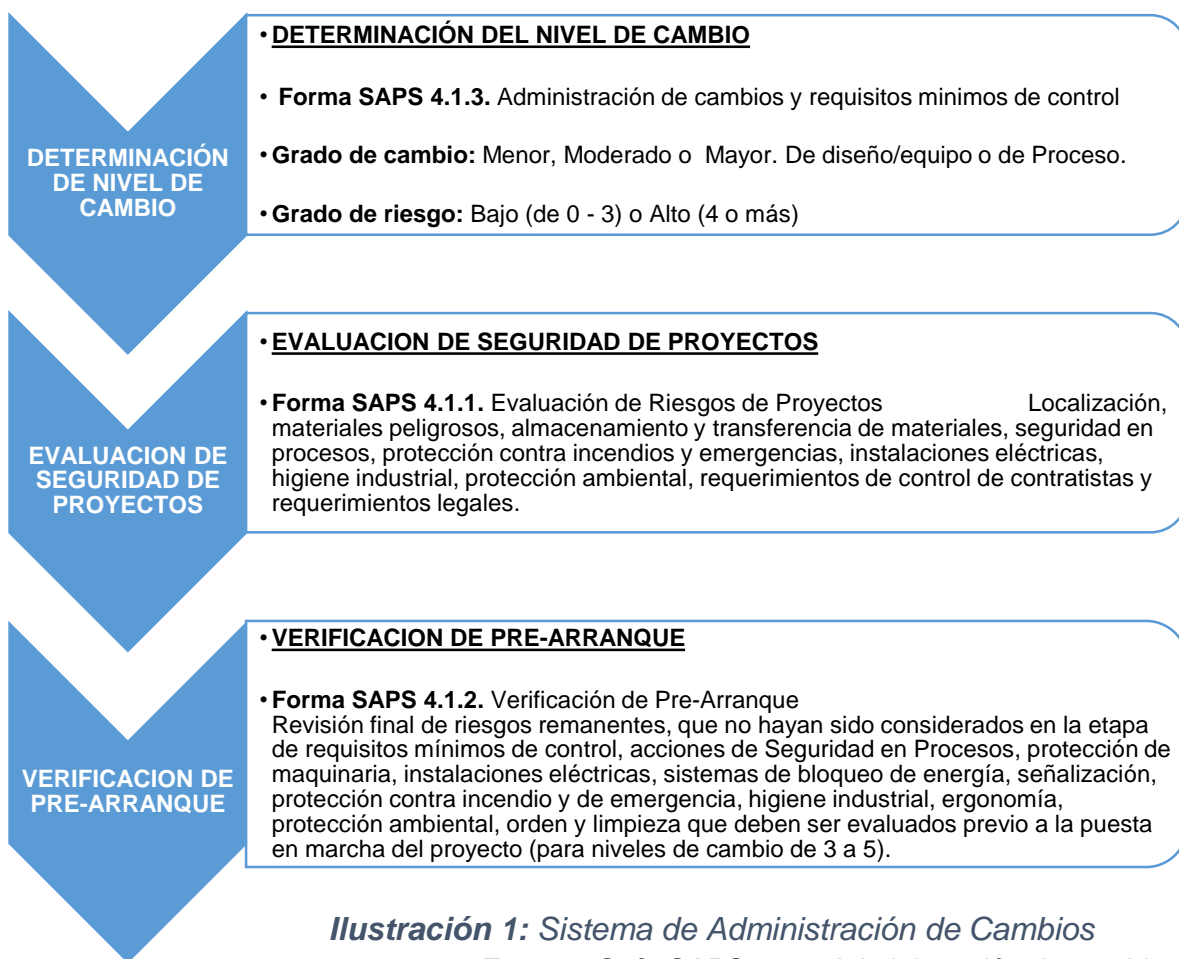 DETERMINACIÓN
DE NIVEL DE
CAMBIO
• DETERMINACIÓN DEL NIVEL DE CAMBIO
• Forma SAPS 4.1.3. Administración de cambios y requisitos minimos de control
• Grado de cambio: Menor, Moderado o Mayor. De diseño/equipo o de Proceso.
• Grado de riesgo: Bajo (de 0 - 3) o Alto (4 o más)
EVALUACION DE
SEGURIDAD DE
PROYECTOS
• EVALUACION DE SEGURIDAD DE PROYECTOS
• Forma SAPS 4.1.1. Evaluación de Riesgos de Proyectos Localización,
materiales peligrosos, almacenamiento y transferencia de materiales, seguridad en
procesos, protección contra incendios y emergencias, instalaciones eléctricas,
higiene industrial, protección ambiental, requerimientos de control de contratistas y
requerimientos legales.
VERIFICACION DE
PRE-ARRANQUE
• VERIFICACION DE PRE-ARRANQUE
• Forma SAPS 4.1.2. Verificación de Pre-Arranque
Revisión final de riesgos remanentes, que no hayan sido considerados en la etapa
de requisitos mínimos de control, acciones de Seguridad en Procesos, protección de
maquinaria, instalaciones eléctricas, sistemas de bloqueo de energía, señalización,
protección contra incendio y de emergencia, higiene industrial, ergonomía,
protección ambiental, orden y limpieza que deben ser evaluados previo a la puesta
en marcha del proyecto (para niveles de cambio de 3 a 5).
Ilustración 1: Sistema de Administración de Cambios